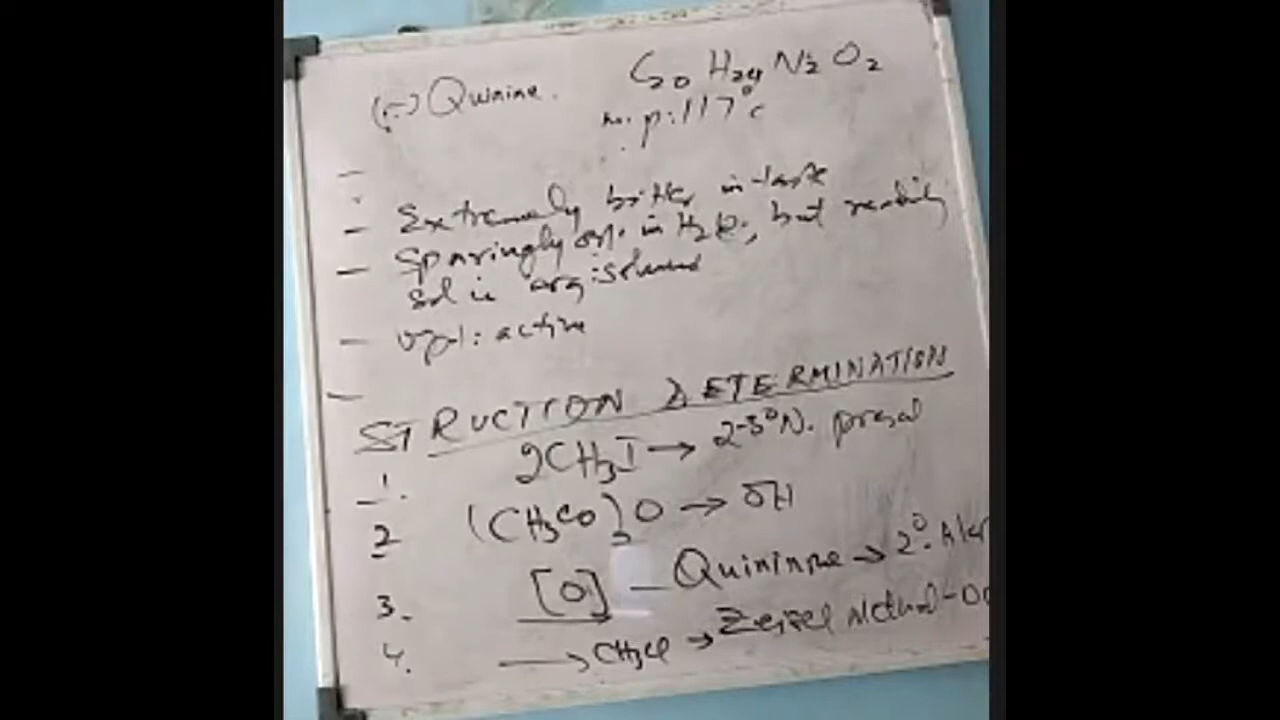 (-) Quinine. C20 H24 N2 O2
m.p:117°c
- Extremely bitter in taste
- Sparingly sol. in H2O, but readily
sol in org: solvents
- opt: active
STRUCTION DETERMINATION
1. 2CH3I → 2-3°N. present
2 (CH3CO)2O → OH
3. [O] — Quininone → 2°. Alc
4. → CH3Cl → Zeisel Method - OC